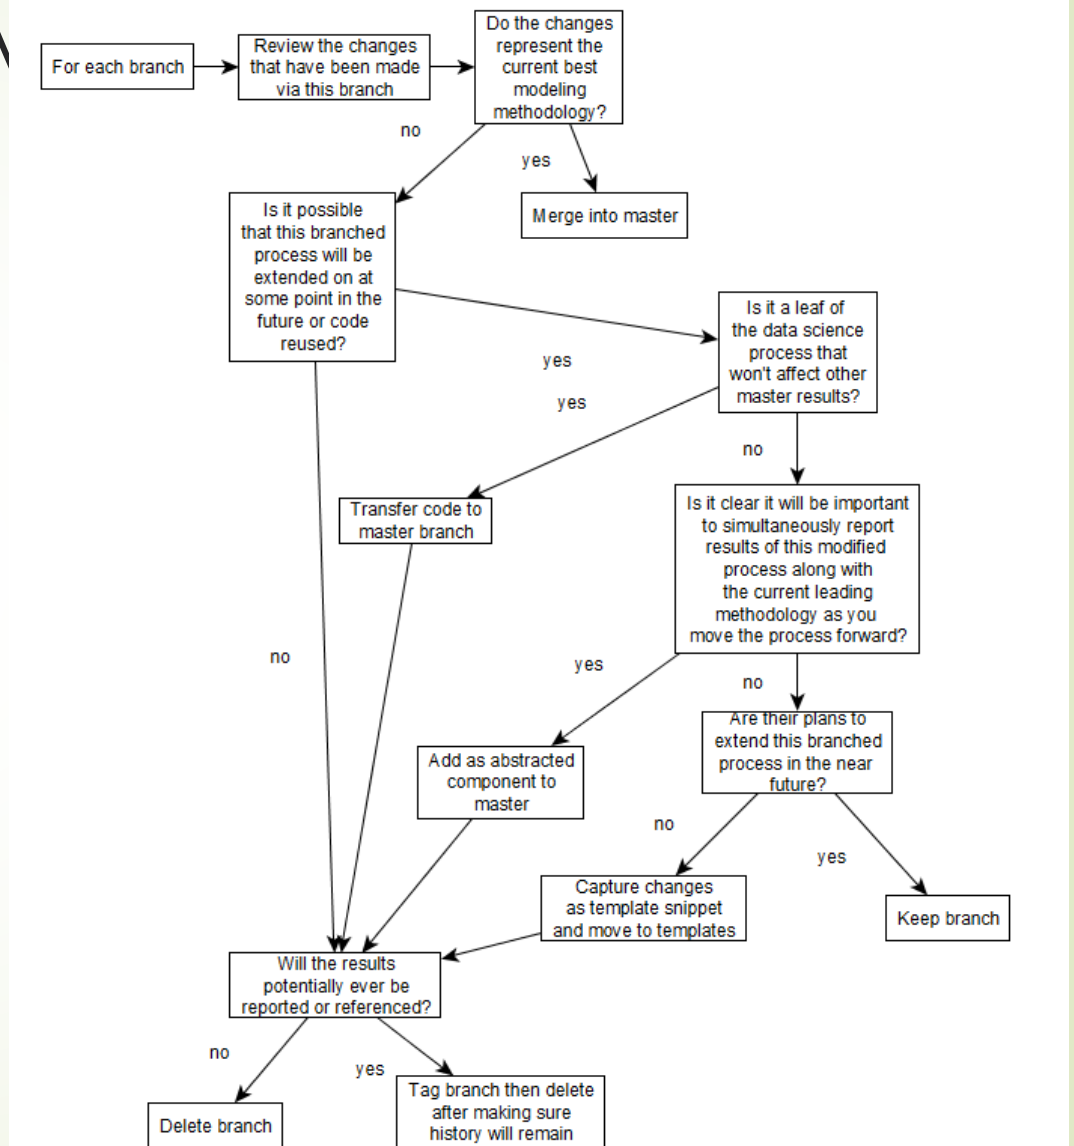 For each branch
Review the changes
that have been made
via this branch
Do the changes
represent the
current best
modeling
methodology?
no
yes
Merge into master
Is it possible
that this branched
process will be
extended on at
some point in the
future or code
reused?
yes
Is it a leaf of
the data science
process that
won't affect other
master results?
yes
no
Transfer code to
master branch
Is it clear it will be important
to simultaneously report
results of this modified
process along with
the current leading
methodology as you
move the process forward?
no
yes
no
Are their plans to
extend this branched
process in the near
future?
Add as abstracted
component to
master
no
yes
Capture changes
as template snippet
and move to templates
Keep branch
Will the results
potentially ever be
reported or referenced?
no
yes
Delete branch
Tag branch then delete
after making sure
history will remain